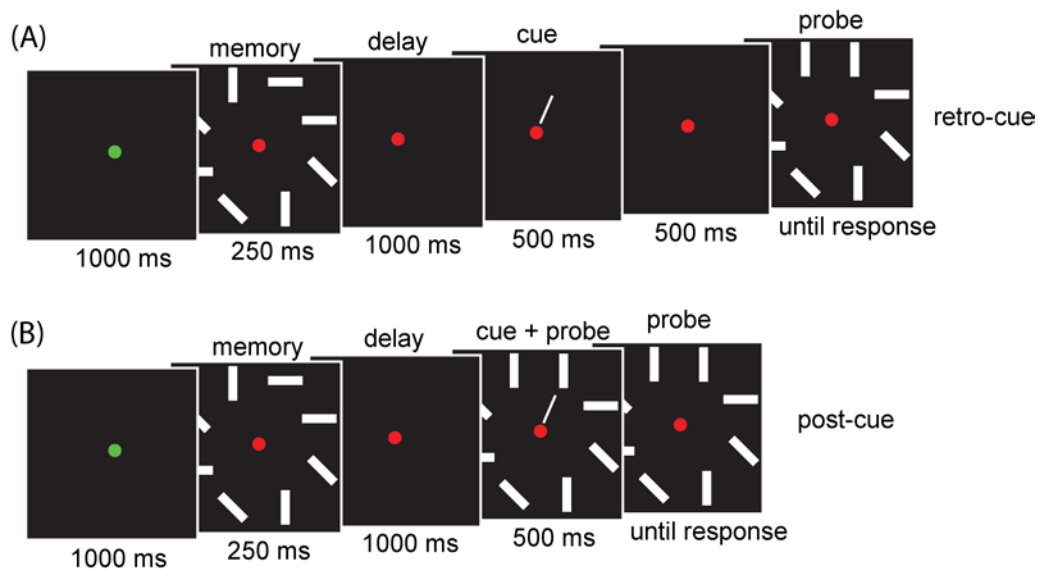 (A)
memory
delay
cue
probe
retro-cue
1000 ms
250 ms
1000 ms
500 ms
500 ms
until response
(B)
memory
delay
cue + probe
probe
post-cue
1000 ms
250 ms
1000 ms
500 ms
until response